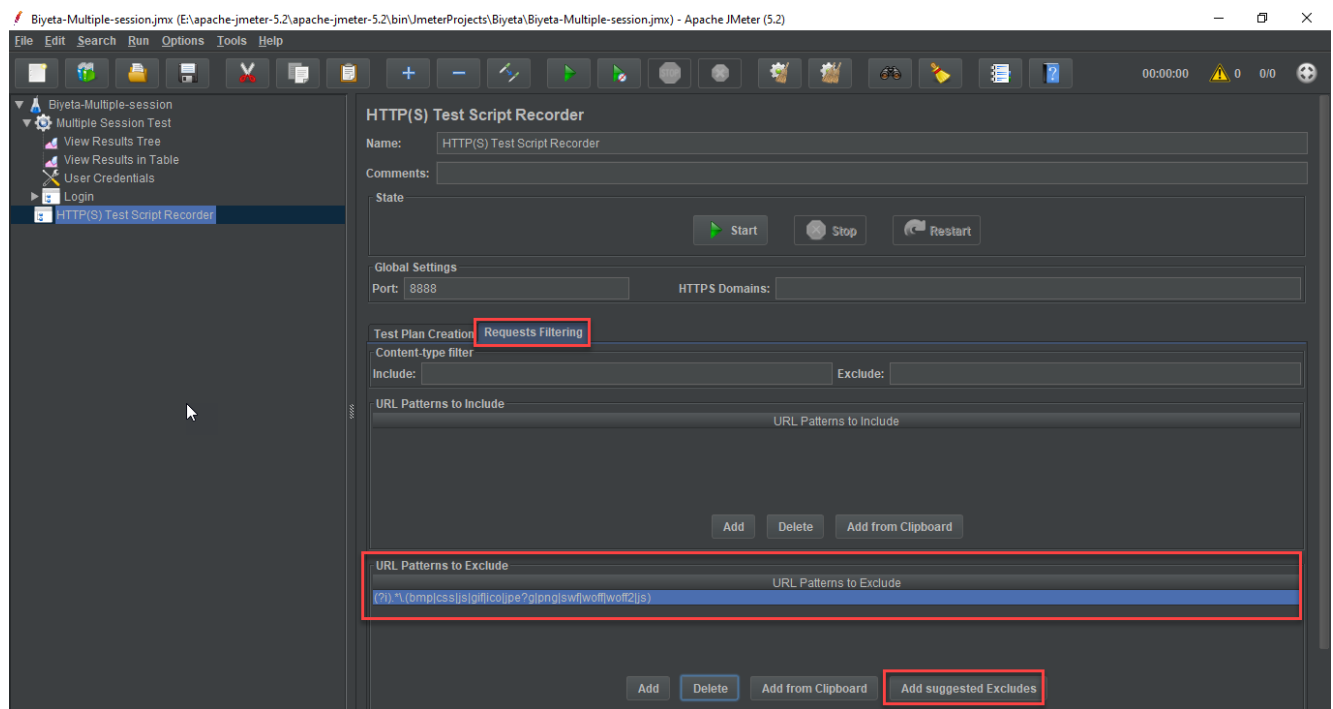 Biyeta-Multiple-session.jmx (E:\apache-jmeter-5.2\apache-jmeter-5.2\bin\JmeterProjects\Biyeta\Biyeta-Multiple-session.jmx) - Apache JMeter (5.2)
File Edit Search Run Options Tools Help
00:00:00 0 0/0
Biyeta-Multiple-session
Multiple Session Test
View Results Tree
View Results in Table
User Credentials
Login
HTTP(S) Test Script Recorder
HTTP(S) Test Script Recorder
Name: HTTP(S) Test Script Recorder
Comments:
State
Start Stop Restart
Global Settings
Port: 8888 HTTPS Domains:
Test Plan Creation Requests Filtering
Content-type filter
Include: Exclude:
URL Patterns to Include
URL Patterns to Include
Add Delete Add from Clipboard
URL Patterns to Exclude
URL Patterns to Exclude
(?i).*\.(bmp|css|js|gif|ico|jpe?g|png|swf|woff|woff2|js)
Add Delete Add from Clipboard Add suggested Excludes